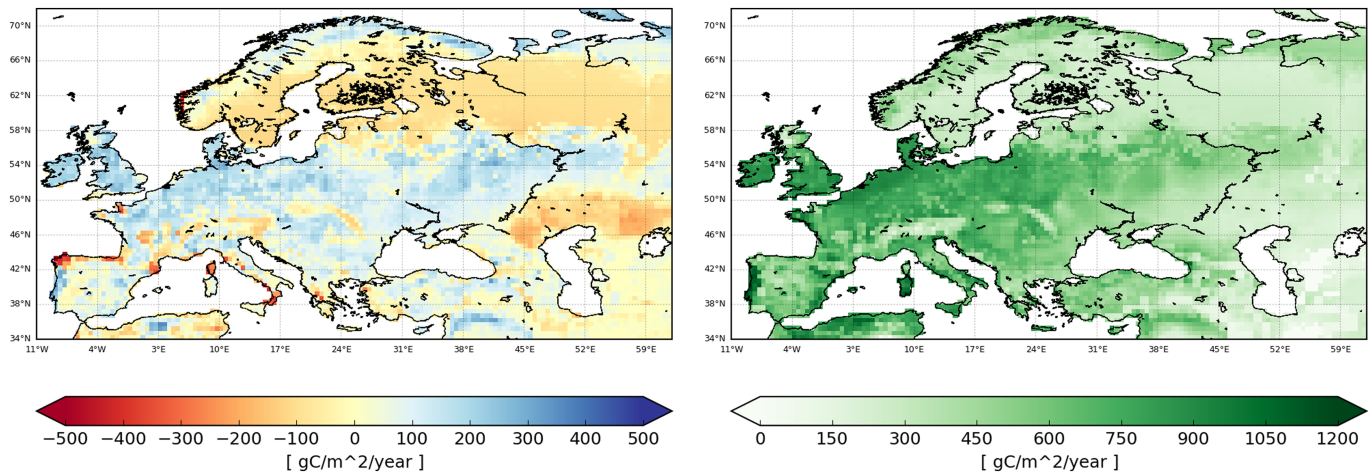 70°N
66°N
62°N
58°N
54°N
50°N
46°N
42°N
38°N
34°N
11°W 4°W 3°E 10°E 17°E 24°E 31°E 38°E 45°E 52°E 59°E
−500 −400 −300 −200 −100 0 100 200 300 400 500
[ gC/m^2/year ]
70°N
66°N
62°N
58°N
54°N
50°N
46°N
42°N
38°N
34°N
11°W 4°W 3°E 10°E 17°E 24°E 31°E 38°E 45°E 52°E 59°E
0 150 300 450 600 750 900 1050 1200
[ gC/m^2/year ]